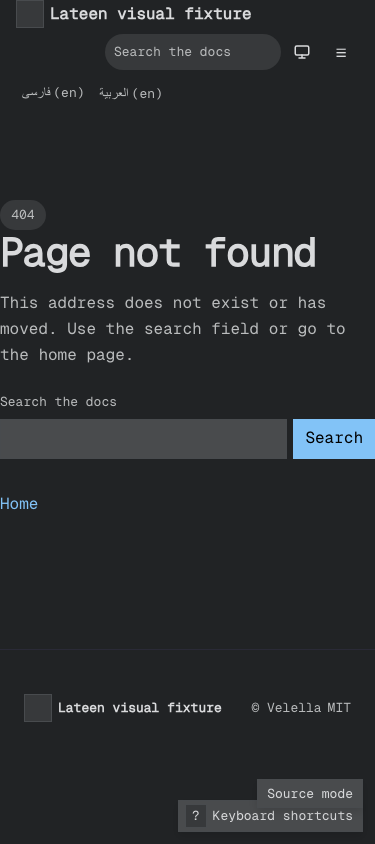 Lateen visual fixture
Search the docs
فارسی (en) العربية (en)
404
Page not found
This address does not exist or has
moved. Use the search field or go to
the home page.
Search the docs
Search
Home
Lateen visual fixture © Velella MIT
Source mode
? Keyboard shortcuts